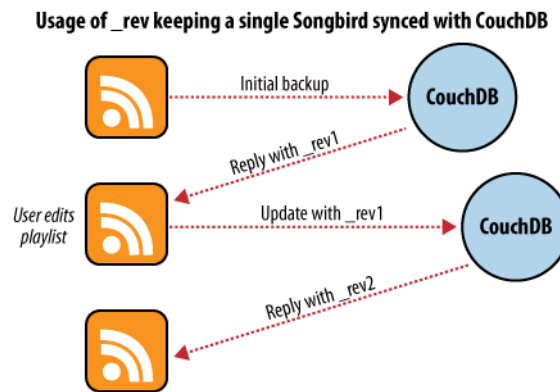 Usage of _rev keeping a single Songbird synced with CouchDB
Initial backup
CouchDB
Reply with _rev1
User edits
playlist
Update with _rev1
CouchDB
Reply with _rev2